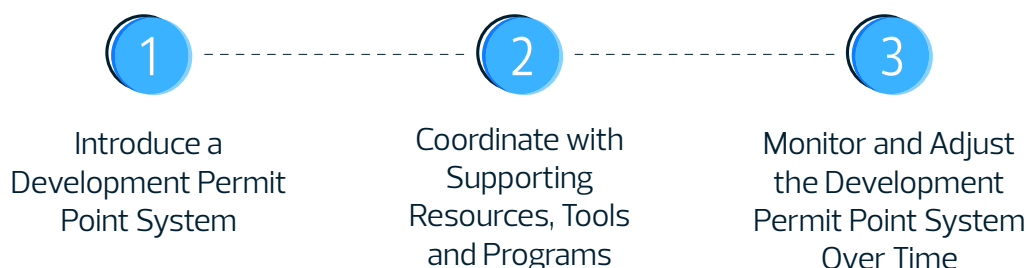 1
Introduce a
Development Permit
Point System
2
Coordinate with
Supporting
Resources, Tools
and Programs
3
Monitor and Adjust
the Development
Permit Point System
Over Time